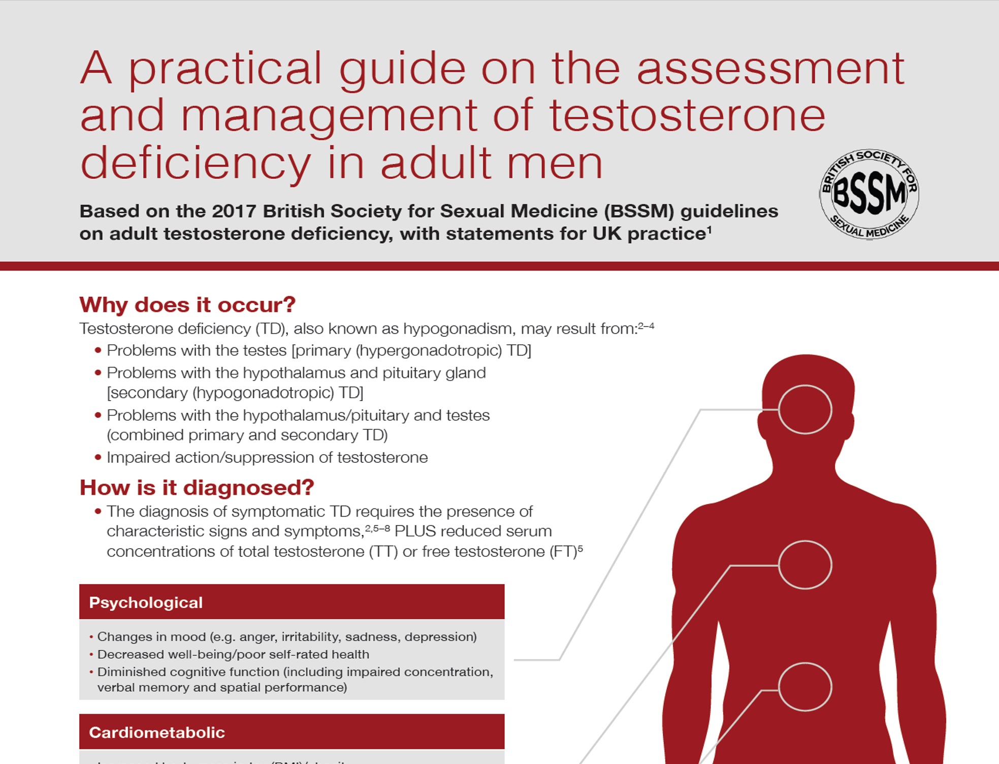 A practical guide on the assessment
and management of testosterone
deficiency in adult men
BRITISH SOCIETY FOR
BSSM
SEXUAL MEDICINE
Based on the 2017 British Society for Sexual Medicine (BSSM) guidelines
on adult testosterone deficiency, with statements for UK practice¹
Why does it occur?
Testosterone deficiency (TD), also known as hypogonadism, may result from:²⁻⁴
• Problems with the testes [primary (hypergonadotropic) TD]
• Problems with the hypothalamus and pituitary gland
[secondary (hypogonadotropic) TD]
• Problems with the hypothalamus/pituitary and testes
(combined primary and secondary TD)
• Impaired action/suppression of testosterone
How is it diagnosed?
• The diagnosis of symptomatic TD requires the presence of
characteristic signs and symptoms,²,⁵⁻⁸ PLUS reduced serum
concentrations of total testosterone (TT) or free testosterone (FT)⁵
Psychological
• Changes in mood (e.g. anger, irritability, sadness, depression)
• Decreased well-being/poor self-rated health
• Diminished cognitive function (including impaired concentration,
verbal memory and spatial performance)
Cardiometabolic